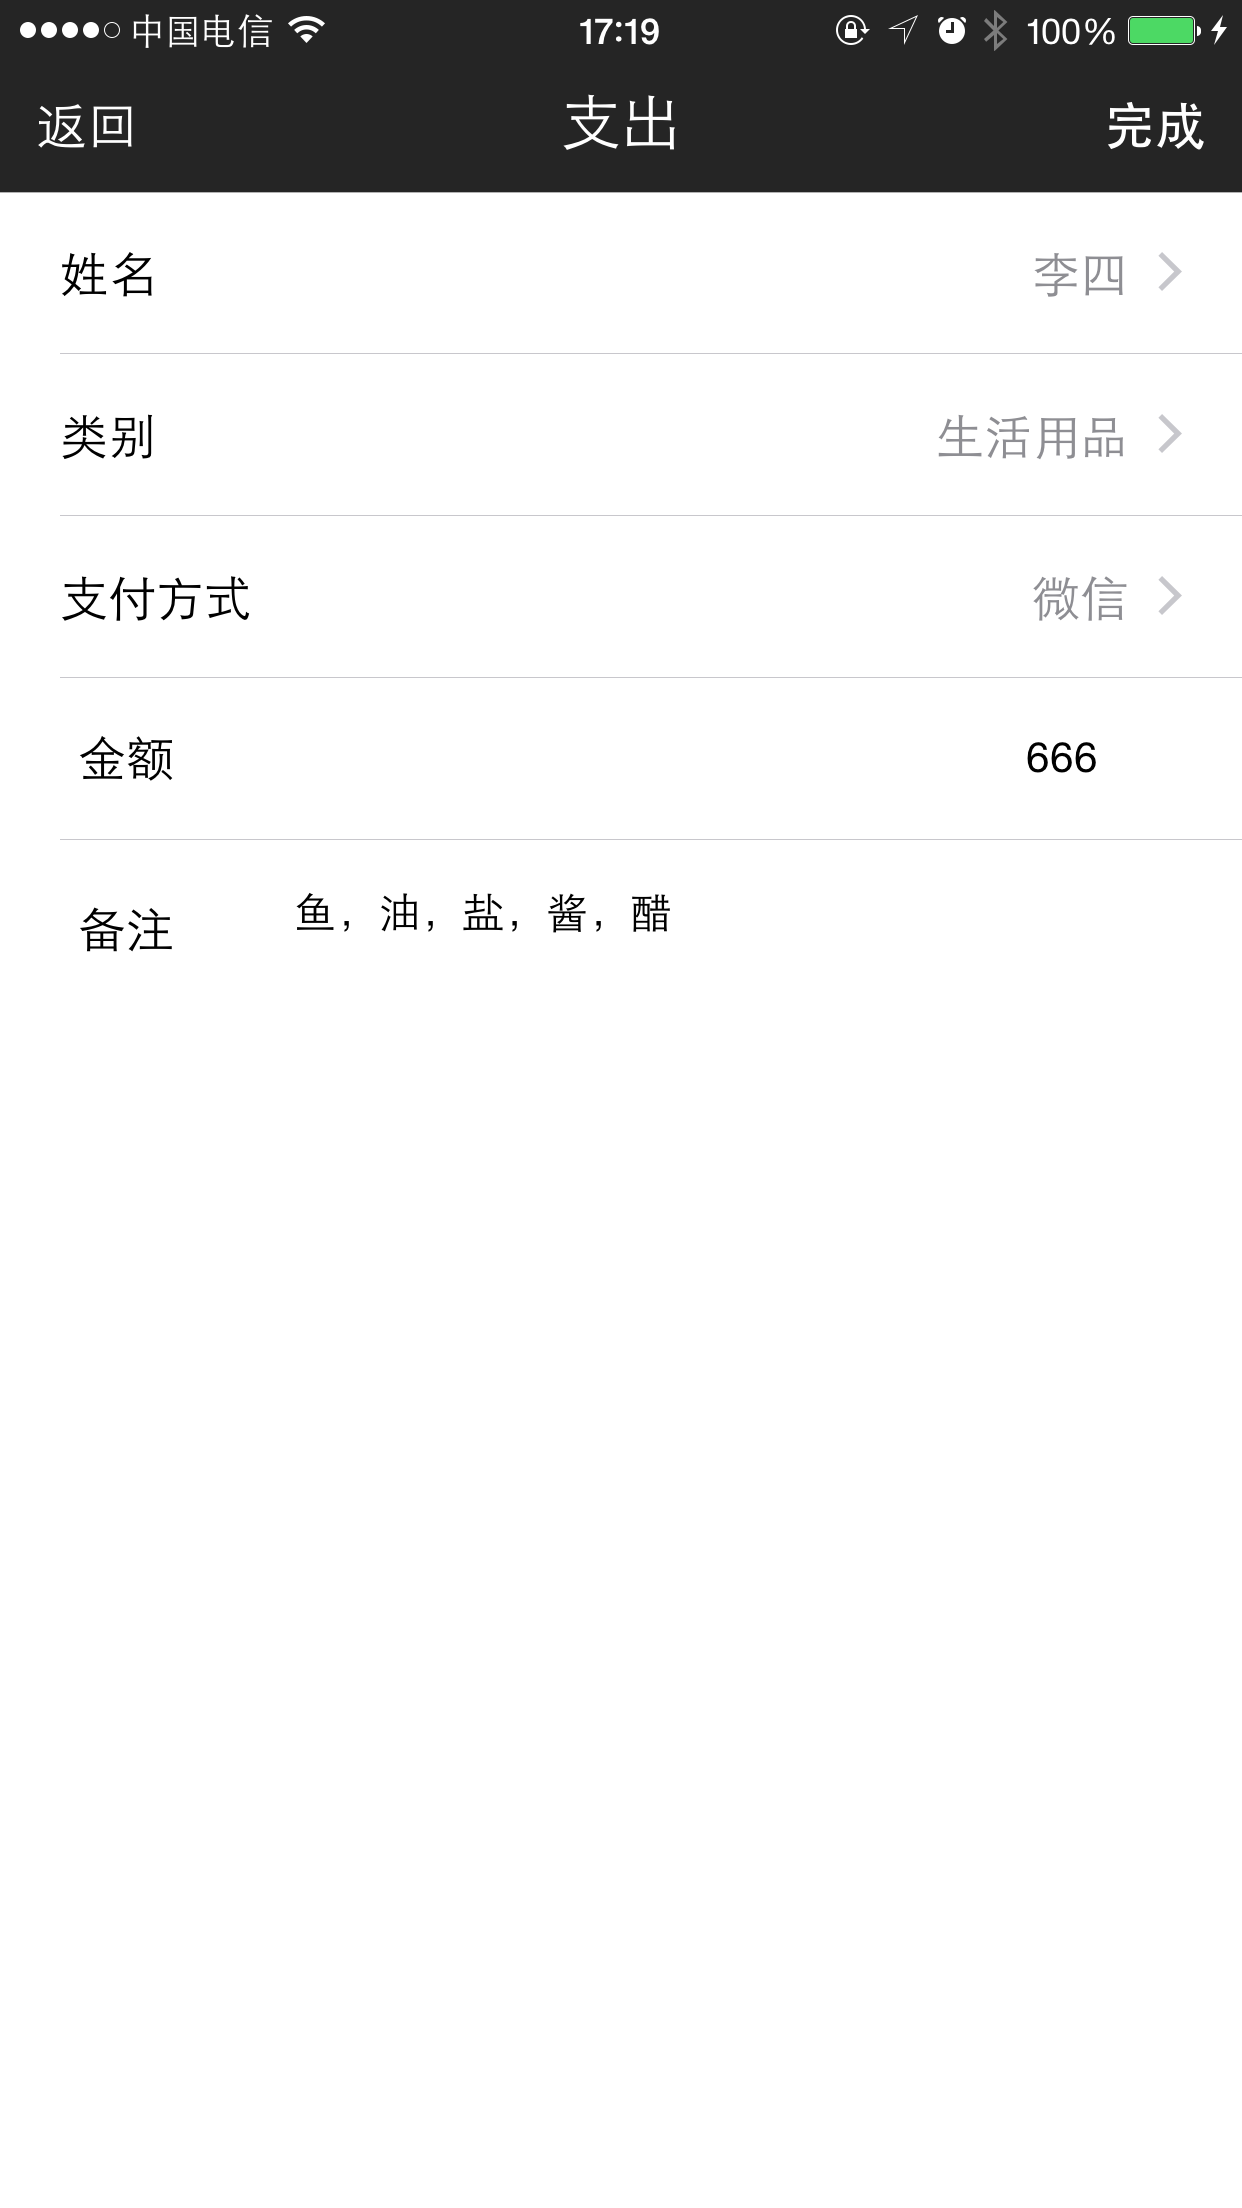 中国电信 17:19 100%
返回 支出 完成
姓名 李四
类别 生活用品
支付方式 微信
金额 666
备注 鱼，油，盐，酱，醋